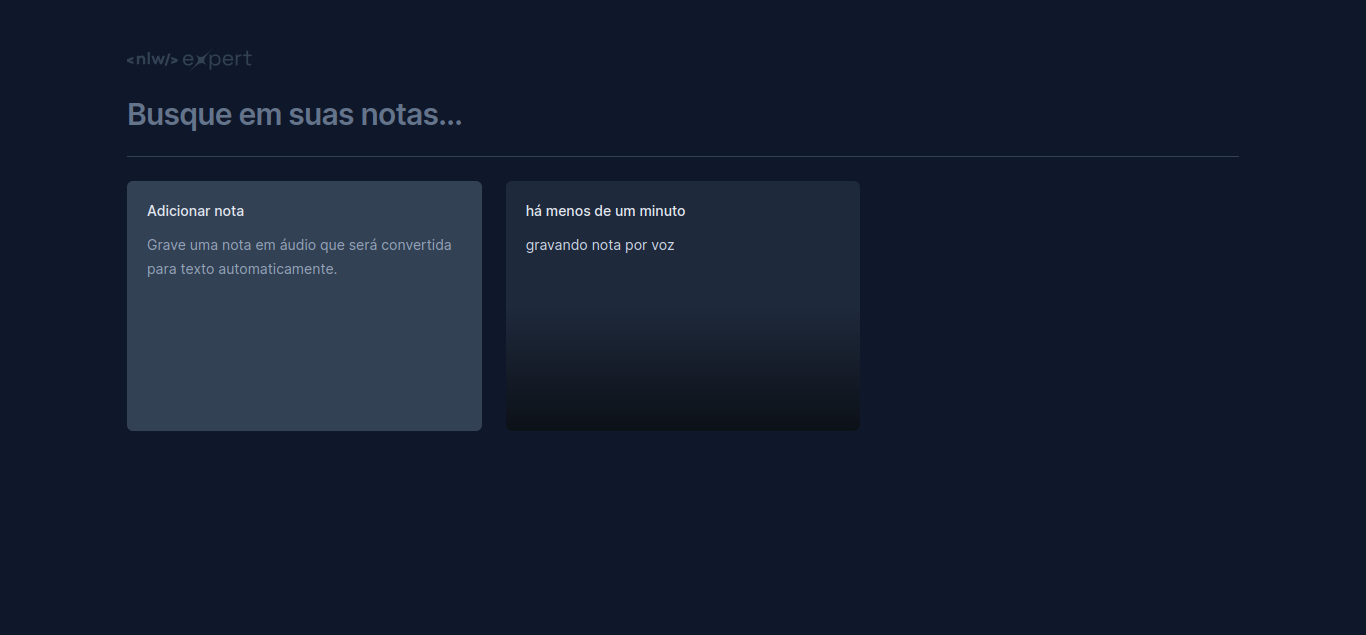 <nlw/> expert
Busque em suas notas...
Adicionar nota
Grave uma nota em áudio que será convertida
para texto automaticamente.
há menos de um minuto
gravando nota por voz